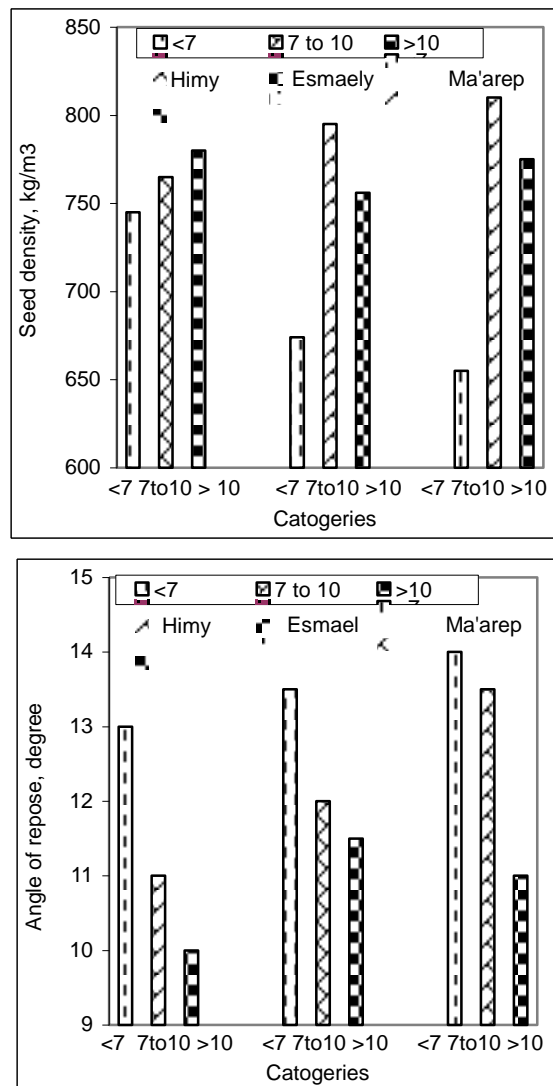 850
<7 7 to 10 >10
Himy Esmaely Ma'arep
800
750
700
650
600
Seed density, kg/m3
<7 7to10 > 10 <7 7to10 >10 <7 7to10 >10
Catogeries
15
<7 7 to 10 >10
Himy Esmael Ma'arep
14
13
12
11
10
9
Angle of repose, degree
<7 7to10 >10 <7 7to10 >10 <7 7to10 >10
Catogeries